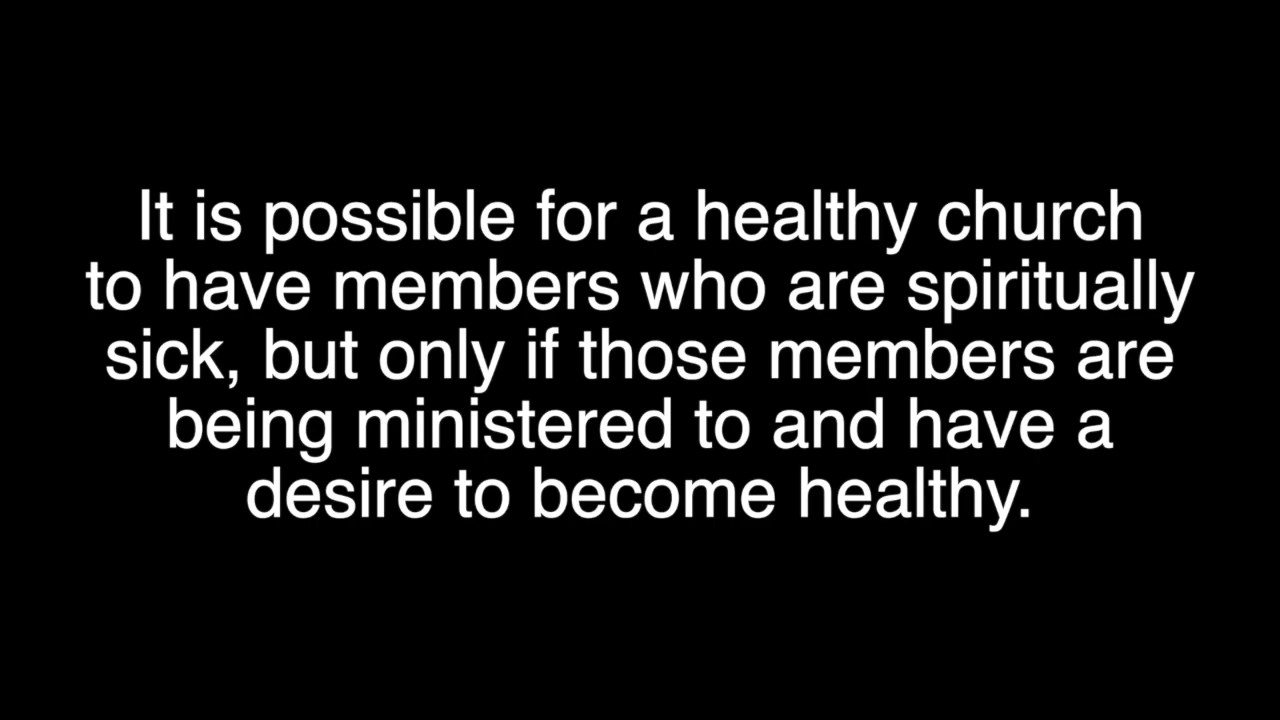 It is possible for a healthy church
to have members who are spiritually
sick, but only if those members are
being ministered to and have a
desire to become healthy.